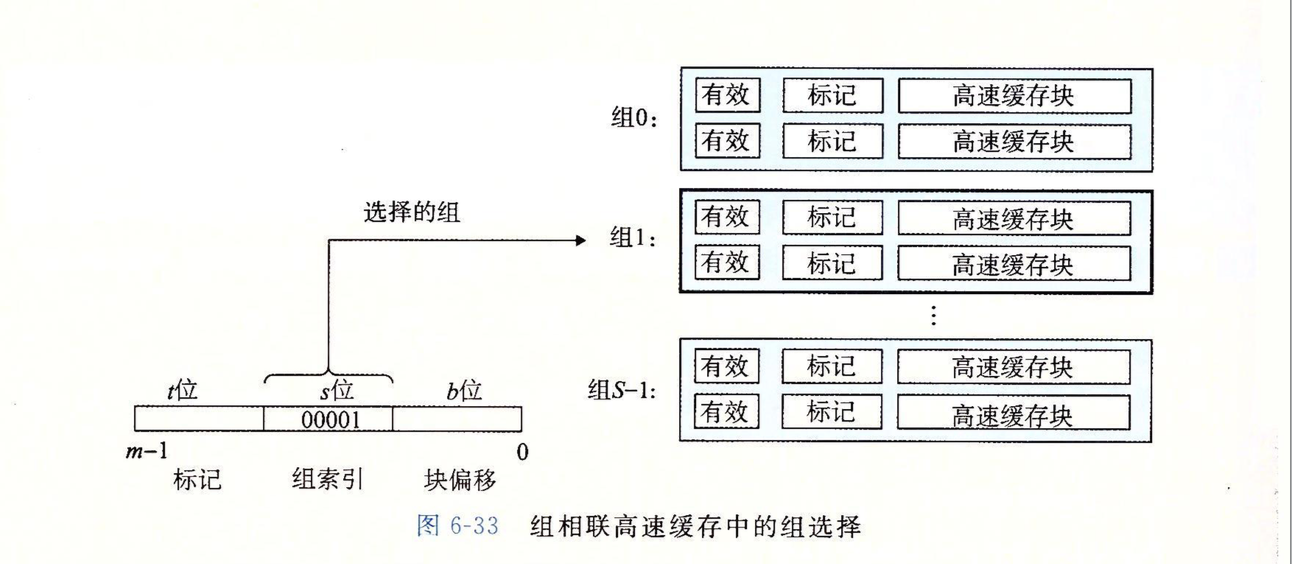 组0:
有效 标记 高速缓存块
有效 标记 高速缓存块
选择的组
组1:
有效 标记 高速缓存块
有效 标记 高速缓存块
⋮
组S-1:
有效 标记 高速缓存块
有效 标记 高速缓存块
t位 s位 b位
00001
m-1 0
标记 组索引 块偏移
图 6-33 组相联高速缓存中的组选择